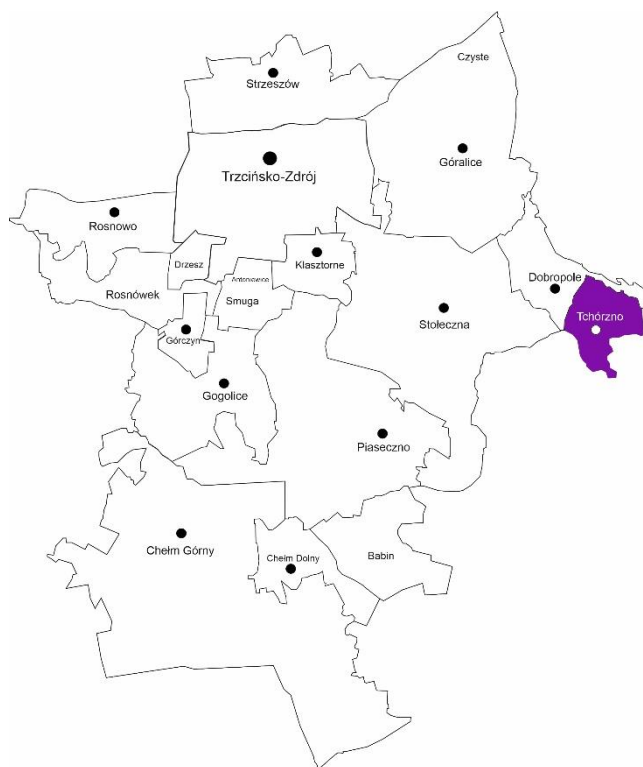 Czyste
Strzeszów
Góralice
Trzcińsko-Zdrój
Rosnowo
Drzesz
Klasztorne
Dobropole
Antoniewice
Rosnówek
Smuga
Stołeczna
Tchórzno
Górczyn
Gogolice
Piaseczno
Chełm Górny
Chełm Dolny
Babin